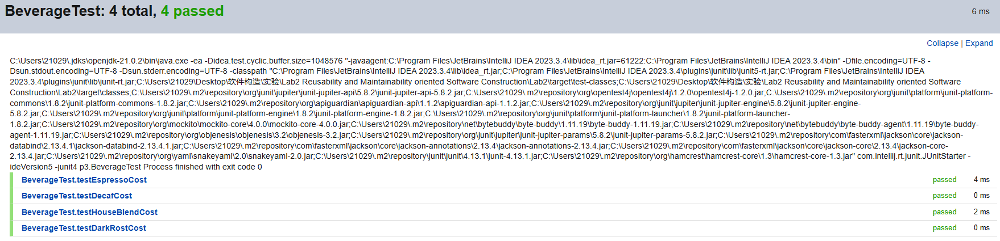 BeverageTest: 4 total, 4 passed
6 ms
Collapse | Expand
C:\Users\21029\.jdks\openjdk-21.0.2\bin\java.exe -ea -Didea.test.cyclic.buffer.size=1048576 "-javaagent:C:\Program Files\JetBrains\IntelliJ IDEA 2023.3.4\lib\idea_rt.jar=61222:C:\Program Files\JetBrains\IntelliJ IDEA 2023.3.4\bin" -Dfile.encoding=UTF-8 -
Dsun.stdout.encoding=UTF-8 -Dsun.stderr.encoding=UTF-8 -classpath "C:\Program Files\JetBrains\IntelliJ IDEA 2023.3.4\lib\idea_rt.jar;C:\Program Files\JetBrains\IntelliJ IDEA 2023.3.4\plugins\junit\lib\junit5-rt.jar;C:\Program Files\JetBrains\IntelliJ IDEA
2023.3.4\plugins\junit\lib\junit-rt.jar;C:\Users\21029\Desktop\软件构造\实验\Lab2 Reusability and Maintainability oriented Software Construction\Lab2\target\test-classes;C:\Users\21029\Desktop\软件构造\实验\Lab2 Reusability and Maintainability oriented Software
Construction\Lab2\target\classes;C:\Users\21029\.m2\repository\org\junit\jupiter\junit-jupiter-api\5.8.2\junit-jupiter-api-5.8.2.jar;C:\Users\21029\.m2\repository\org\opentest4j\opentest4j\1.2.0\opentest4j-1.2.0.jar;C:\Users\21029\.m2\repository\org\junit\platform\junit-platform-
commons\1.8.2\junit-platform-commons-1.8.2.jar;C:\Users\21029\.m2\repository\org\apiguardian\apiguardian-api\1.1.2\apiguardian-api-1.1.2.jar;C:\Users\21029\.m2\repository\org\junit\jupiter\junit-jupiter-engine\5.8.2\junit-jupiter-engine-
5.8.2.jar;C:\Users\21029\.m2\repository\org\junit\platform\junit-platform-engine\1.8.2\junit-platform-engine-1.8.2.jar;C:\Users\21029\.m2\repository\org\junit\platform\junit-platform-launcher\1.8.2\junit-platform-launcher-
1.8.2.jar;C:\Users\21029\.m2\repository\org\mockito\mockito-core\4.0.0\mockito-core-4.0.0.jar;C:\Users\21029\.m2\repository\net\bytebuddy\byte-buddy\1.11.19\byte-buddy-1.11.19.jar;C:\Users\21029\.m2\repository\net\bytebuddy\byte-buddy-agent\1.11.19\byte-buddy-
agent-1.11.19.jar;C:\Users\21029\.m2\repository\org\objenesis\objenesis\3.2\objenesis-3.2.jar;C:\Users\21029\.m2\repository\org\junit\jupiter\junit-jupiter-params\5.8.2\junit-jupiter-params-5.8.2.jar;C:\Users\21029\.m2\repository\com\fasterxml\jackson\core\jackson-
databind\2.13.4.1\jackson-databind-2.13.4.1.jar;C:\Users\21029\.m2\repository\com\fasterxml\jackson\core\jackson-annotations\2.13.4\jackson-annotations-2.13.4.jar;C:\Users\21029\.m2\repository\com\fasterxml\jackson\core\jackson-core\2.13.4\jackson-core-
2.13.4.jar;C:\Users\21029\.m2\repository\org\yaml\snakeyaml\2.0\snakeyaml-2.0.jar;C:\Users\21029\.m2\repository\junit\junit\4.13.1\junit-4.13.1.jar;C:\Users\21029\.m2\repository\org\hamcrest\hamcrest-core\1.3\hamcrest-core-1.3.jar" com.intellij.rt.junit.JUnitStarter -
ideVersion5 -junit4 p3.BeverageTest Process finished with exit code 0
BeverageTest.testEspressoCost passed 4 ms
BeverageTest.testDecafCost passed 0 ms
BeverageTest.testHouseBlendCost passed 2 ms
BeverageTest.testDarkRostCost passed 0 ms